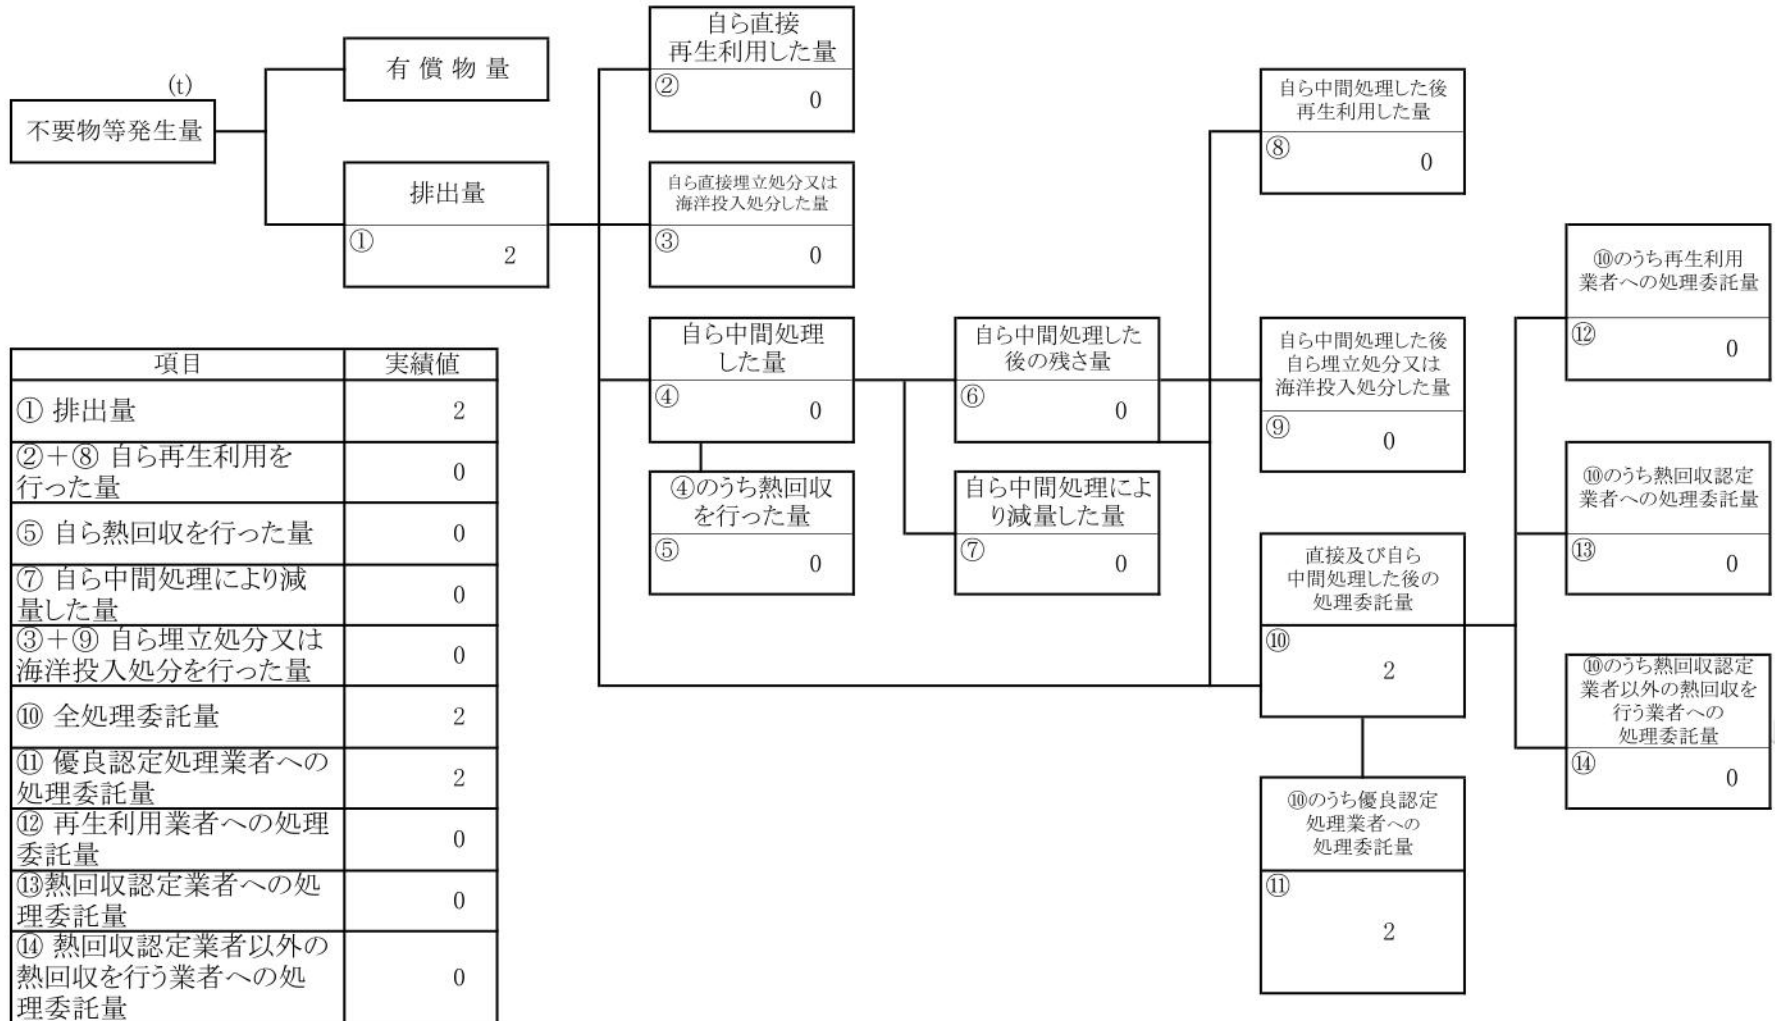 (t)
不要物等発生量
有償物量
排出量
①
2
自ら直接
再生利用した量
②
0
自ら直接埋立処分又は
海洋投入処分した量
③
0
自ら中間処理
した量
④
0
④のうち熱回収
を行った量
⑤
0
自ら中間処理した
後の残さ量
⑥
0
自ら中間処理によ
り減量した量
⑦
0
自ら中間処理した後
再生利用した量
⑧
0
自ら中間処理した後
自ら埋立処分又は
海洋投入処分した量
⑨
0
直接及び自ら
中間処理した後の
処理委託量
⑩
2
⑩のうち優良認定
処理業者への
処理委託量
⑪
2
⑩のうち再生利用
業者への処理委託量
⑫
0
⑩のうち熱回収認定
業者への処理委託量
⑬
0
⑩のうち熱回収認定
業者以外の熱回収を
行う業者への
処理委託量
⑭
0
項目 実績値
① 排出量 2
②+⑧ 自ら再生利用を
行った量 0
⑤ 自ら熱回収を行った量 0
⑦ 自ら中間処理により減
量した量 0
③+⑨ 自ら埋立処分又は
海洋投入処分を行った量 0
⑩ 全処理委託量 2
⑪ 優良認定処理業者への
処理委託量 2
⑫ 再生利用業者への処理
委託量 0
⑬熱回収認定業者への処
理委託量 0
⑭ 熱回収認定業者以外の
熱回収を行う業者への処
理委託量 0